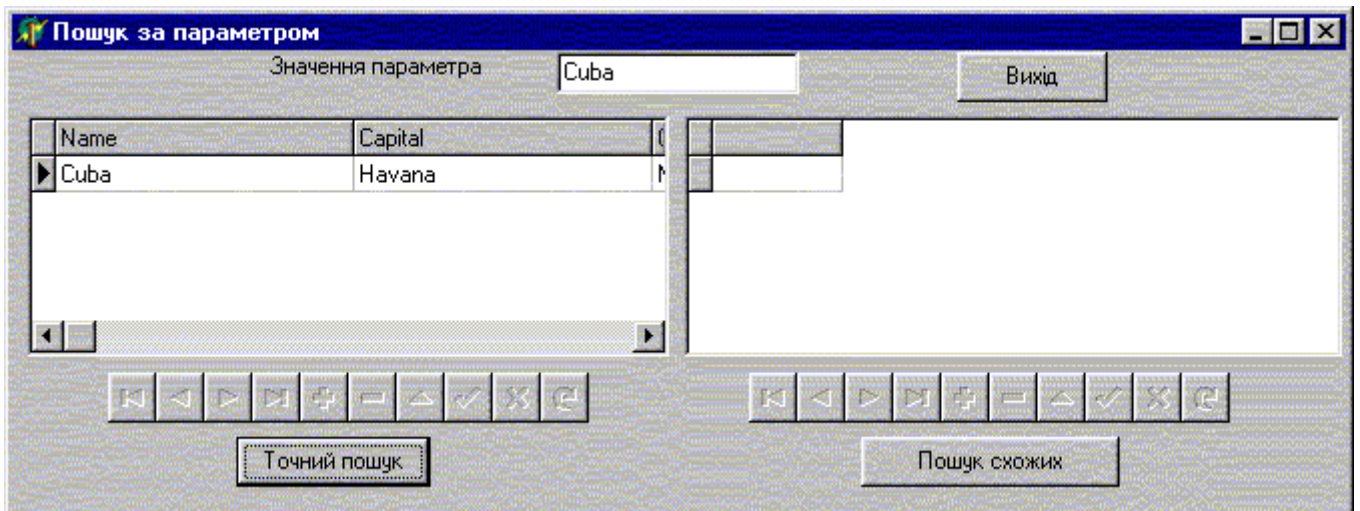 Пошук за параметром
Значення параметра
Cuba
Вихід
Name Capital
Cuba Havana
Точний пошук
Пошук схожих